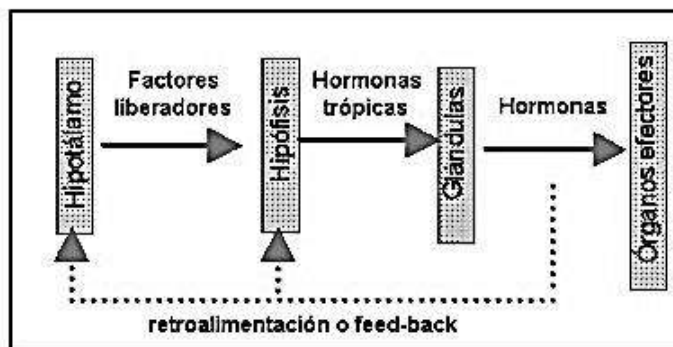 Factores
liberadores
Hormonas
trópicas
Hormonas
Hipotálamo
Hipófisis
Glándulas
Órganos efectores
retroalimentación o feed-back